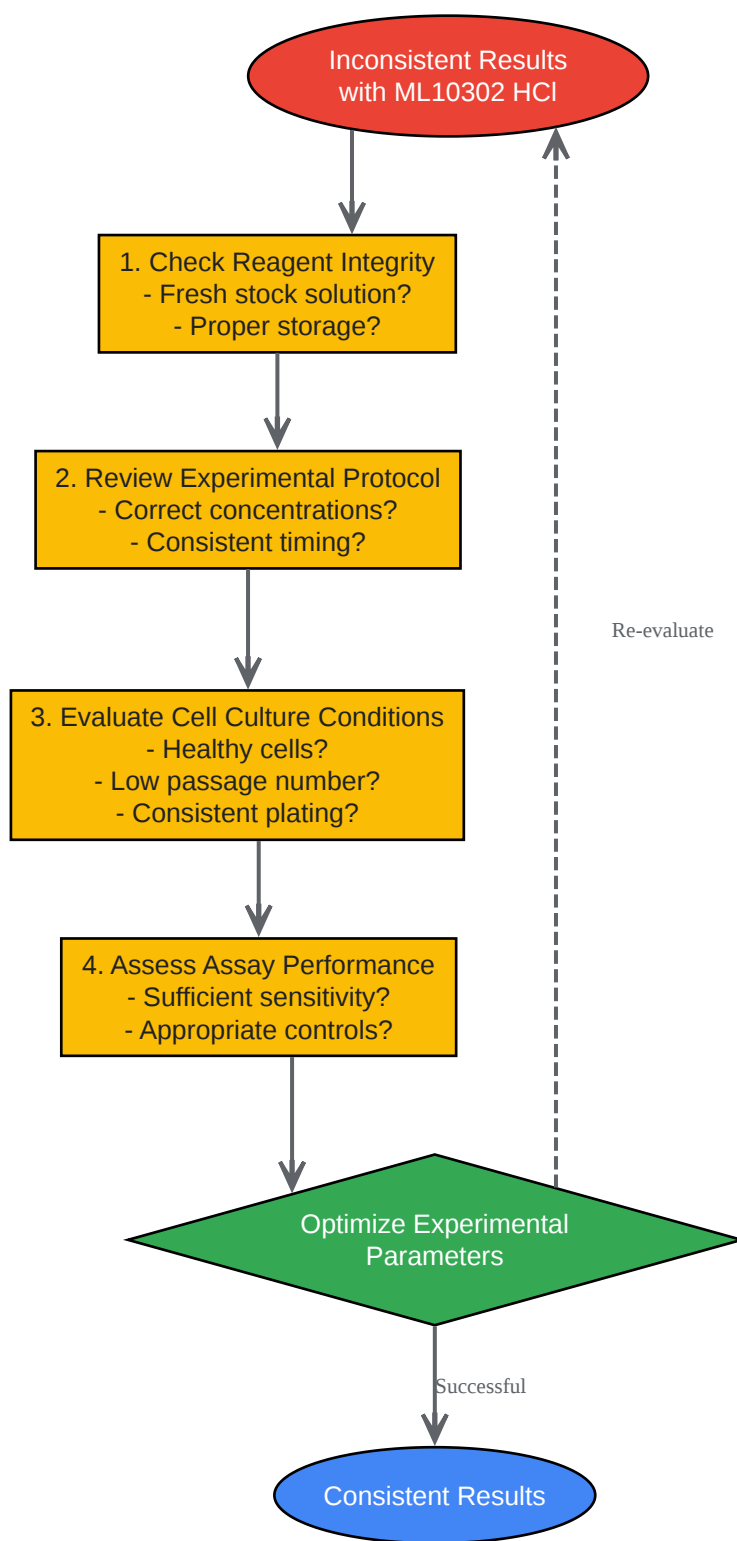 Inconsistent Results
with ML10302 HCl
1. Check Reagent Integrity
- Fresh stock solution?
- Proper storage?
2. Review Experimental Protocol
- Correct concentrations?
- Consistent timing?
Re-evaluate
3. Evaluate Cell Culture Conditions
- Healthy cells?
- Low passage number?
- Consistent plating?
4. Assess Assay Performance
- Sufficient sensitivity?
- Appropriate controls?
Optimize Experimental
Parameters
Successful
Consistent Results